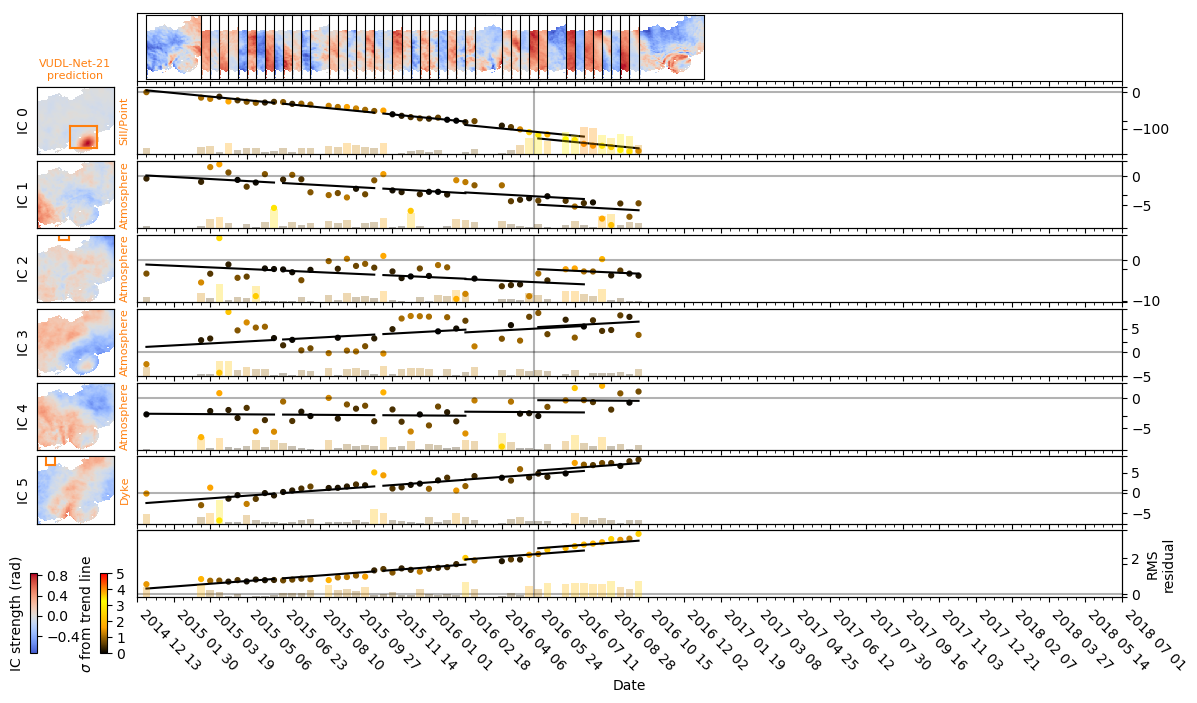 VUDL-Net-21
prediction
IC 0
Sill/Point
0
−100
IC 1
Atmosphere
0
−5
IC 2
Atmosphere
0
−10
IC 3
Atmosphere
5
0
−5
IC 4
Atmosphere
0
−5
IC 5
Dyke
5
0
−5
2
0
RMS
residual
IC strength (rad)
0.8
0.4
0.0
−0.4
σ from trend line
5
4
3
2
1
0
2014 12 13
2015 01 30
2015 03 19
2015 05 06
2015 06 23
2015 08 10
2015 09 27
2015 11 14
2016 01 01
2016 02 18
2016 04 06
2016 05 24
2016 07 11
2016 08 28
2016 10 15
2016 12 02
2017 01 19
2017 03 08
2017 04 25
2017 06 12
2017 07 30
2017 09 16
2017 11 03
2017 12 21
2018 02 07
2018 03 27
2018 05 14
2018 07 01
Date